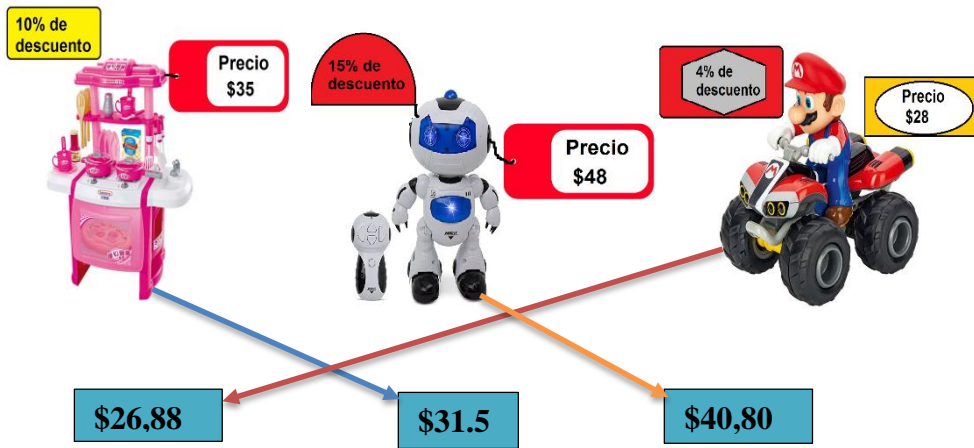 10% de
descuento
Precio
$35
15% de
descuento
Precio
$48
4% de
descuento
Precio
$28
$26,88
$31.5
$40,80